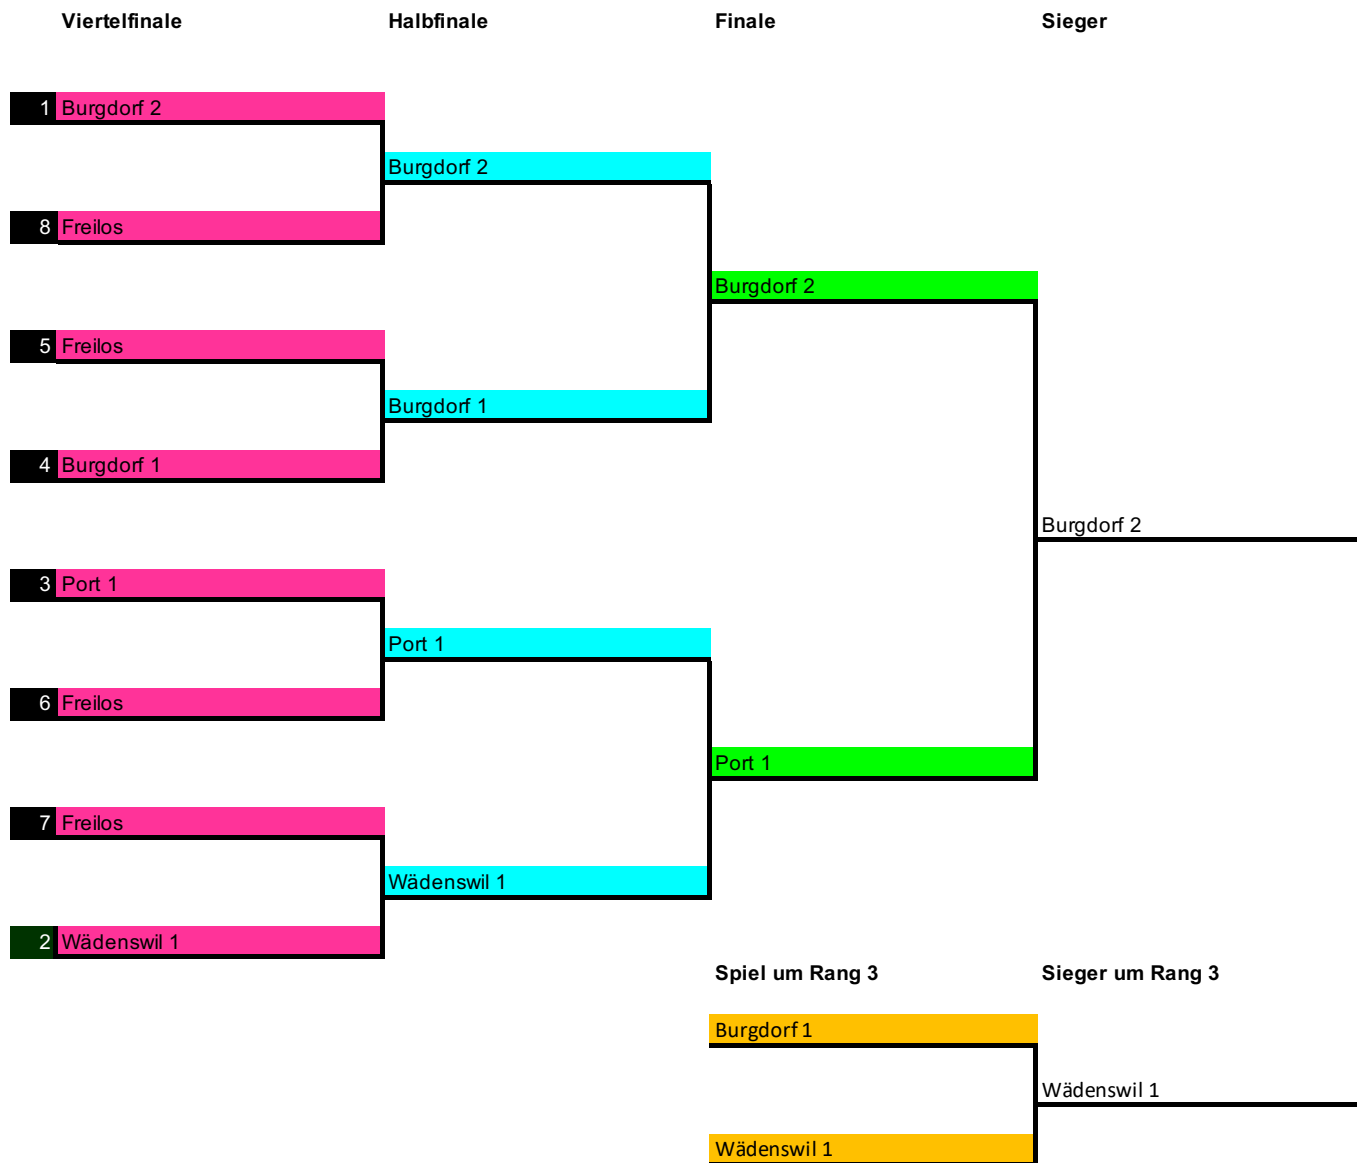 Viertelfinale Halbfinale Finale Sieger
1 Burgdorf 2
Burgdorf 2
8 Freilos
Burgdorf 2
5 Freilos
Burgdorf 1
4 Burgdorf 1
Burgdorf 2
3 Port 1
Port 1
6 Freilos
Port 1
7 Freilos
Wädenswil 1
2 Wädenswil 1
Spiel um Rang 3 Sieger um Rang 3
Burgdorf 1
Wädenswil 1
Wädenswil 1